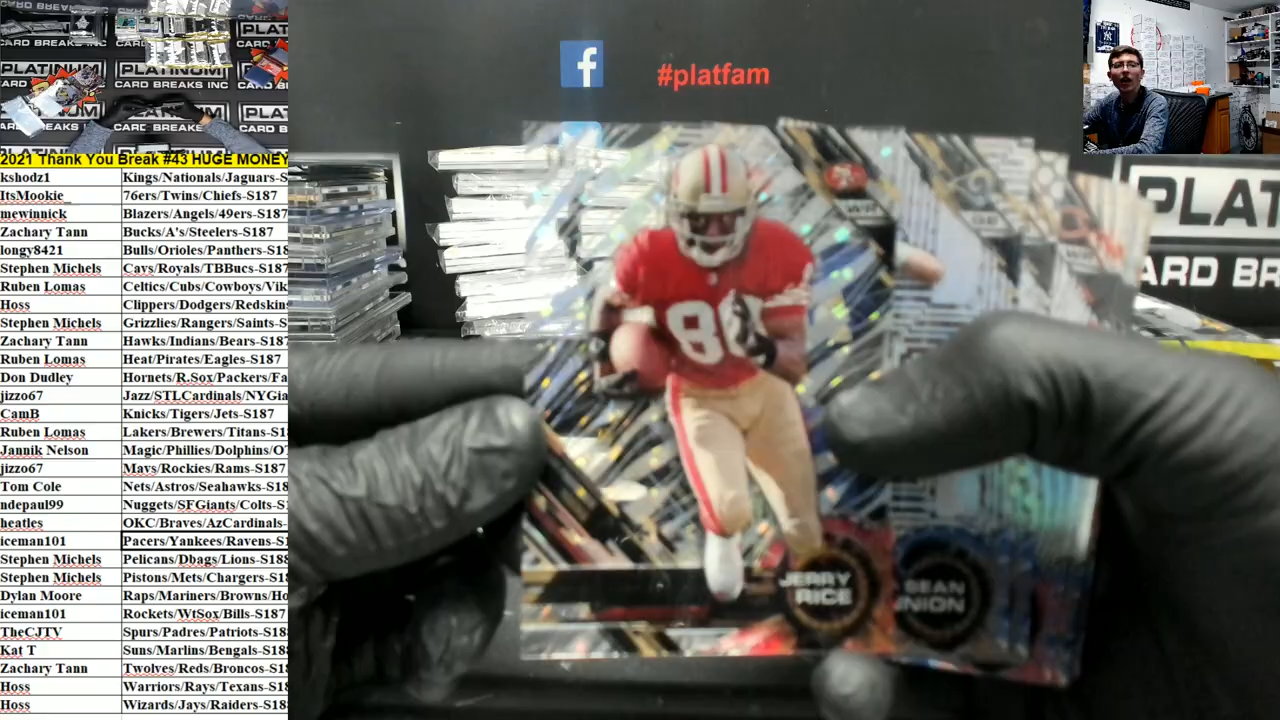 PLATINUM
CARD BREAKS INC
f
#platfam
PLAT
ARD BR
2021 Thank You Break #43 HUGE MONEY
kshodz1 Kings/Nationals/Jaguars-S
ItsMookie_ 76ers/Twins/Chiefs-S187
mewinnick Blazers/Angels/49ers-S187
Zachary Tann Bucks/A's/Steelers-S187
longy8421 Bulls/Orioles/Panthers-S18
Stephen Michels Cavs/Royals/TBBucs-S187
Ruben Lomas Celtics/Cubs/Cowboys/Vik
Hoss Clippers/Dodgers/Redskin
Stephen Michels Grizzlies/Rangers/Saints-S
Zachary Tann Hawks/Indians/Bears-S187
Ruben Lomas Heat/Pirates/Eagles-S187
Don Dudley Hornets/R.Sox/Packers/Fa
jizzo67 Jazz/STLCardinals/NYGia
CamB Knicks/Tigers/Jets-S187
Ruben Lomas Lakers/Brewers/Titans-S18
Jannik Nelson Magic/Phillies/Dolphins/O
jizzo67 Mavs/Rockies/Rams-S187
Tom Cole Nets/Astros/Seahawks-S18
ndepaul99 Nuggets/SFGiants/Colts-S
heatles OKC/Braves/AzCardinals-
iceman101 Pacers/Yankees/Ravens-S1
Stephen Michels Pelicans/Dbags/Lions-S188
Stephen Michels Pistons/Mets/Chargers-S18
Dylan Moore Raps/Mariners/Browns/Ho
iceman101 Rockets/WtSox/Bills-S187
TheCJTV Spurs/Padres/Patriots-S18
Kat T Suns/Marlins/Bengals-S18
Zachary Tann Twolves/Reds/Broncos-S18
Hoss Warriors/Rays/Texans-S18
Hoss Wizards/Jays/Raiders-S18
80
JERRY
RICE
SEAN